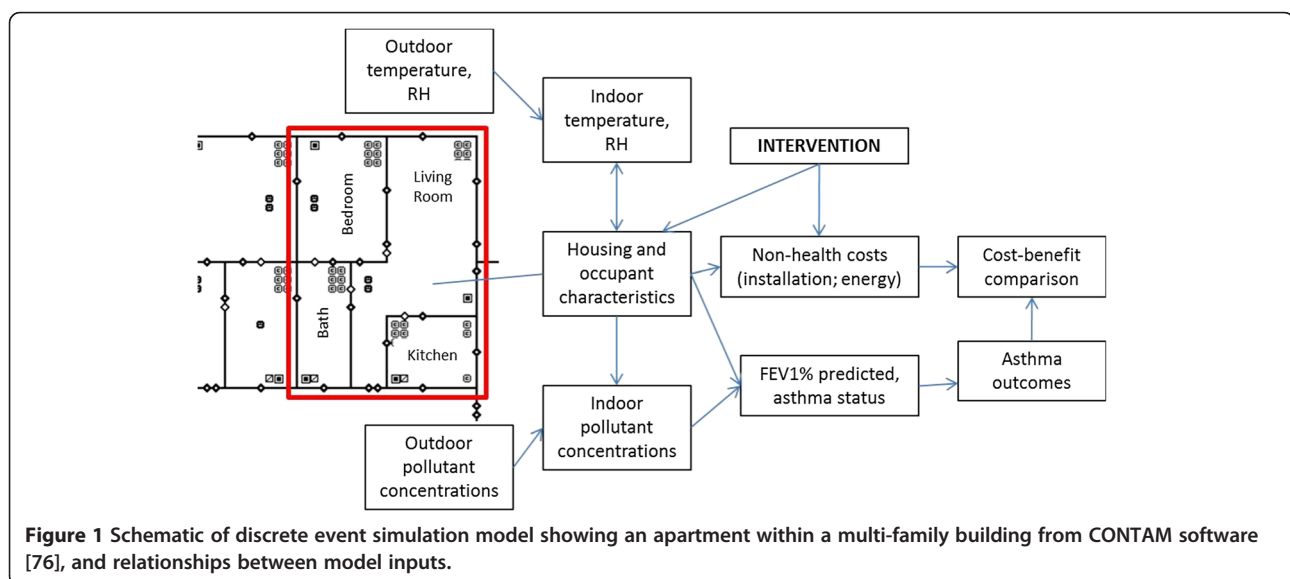 Outdoor
temperature,
RH
Indoor
temperature,
RH
INTERVENTION
Living
Room
Bedroom
Housing and
occupant
characteristics
Non-health costs
(installation; energy)
Cost-benefit
comparison
Bath
Kitchen
FEV1% predicted,
asthma status
Asthma
outcomes
Indoor
pollutant
concentrations
Outdoor
pollutant
concentrations
Figure 1 Schematic of discrete event simulation model showing an apartment within a multi-family building from CONTAM software
[76], and relationships between model inputs.